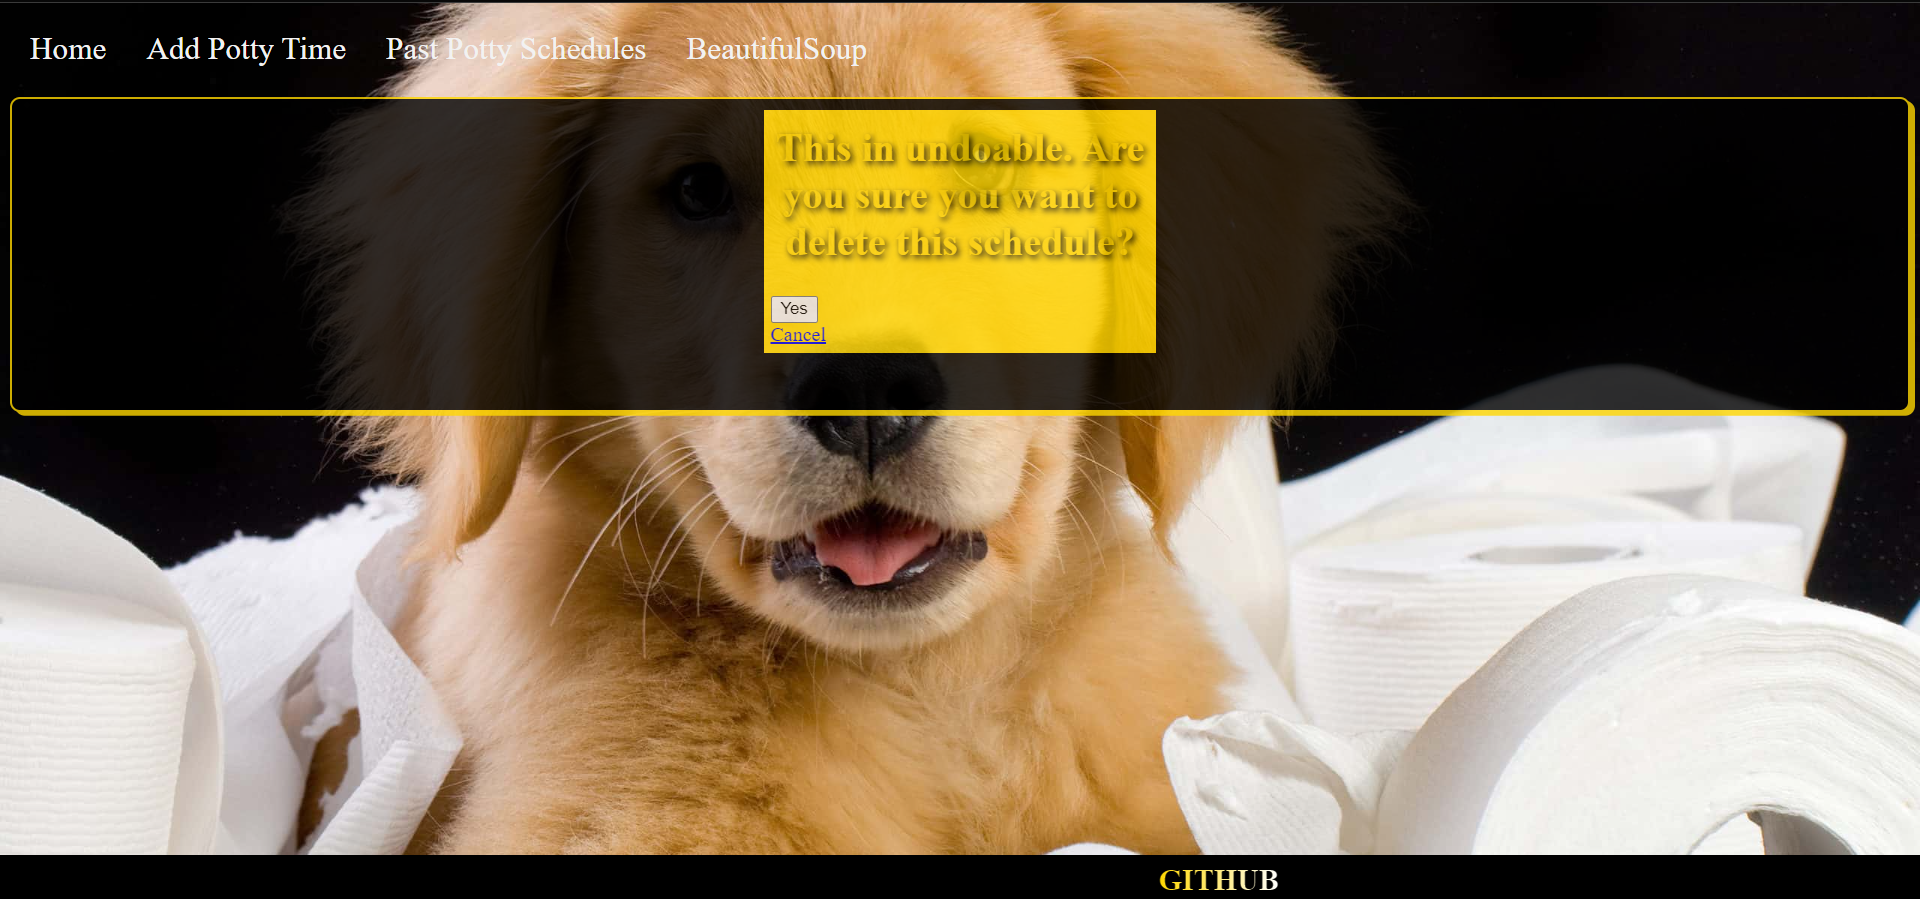 Home Add Potty Time Past Potty Schedules BeautifulSoup
This in undoable. Are
you sure you want to
delete this schedule?
Yes
Cancel
GITHUB